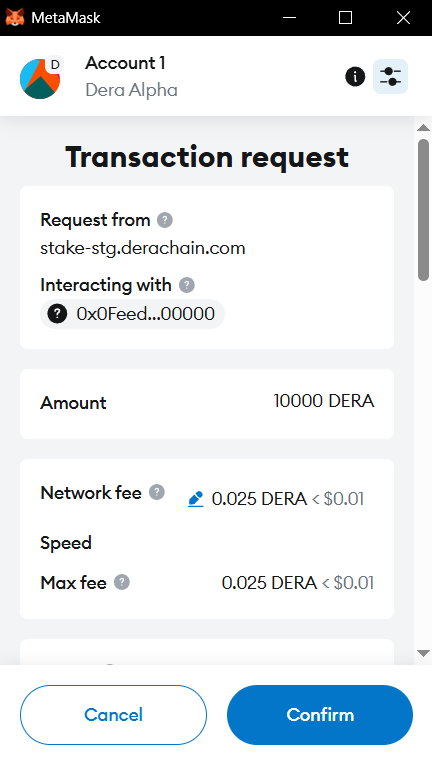 MetaMask
Account 1
D
Dera Alpha
Transaction request
Request from
stake-stg.derachain.com
Interacting with
0x0Feed...00000
Amount 10000 DERA
Network fee 0.025 DERA < $0.01
Speed
Max fee 0.025 DERA < $0.01
Cancel Confirm